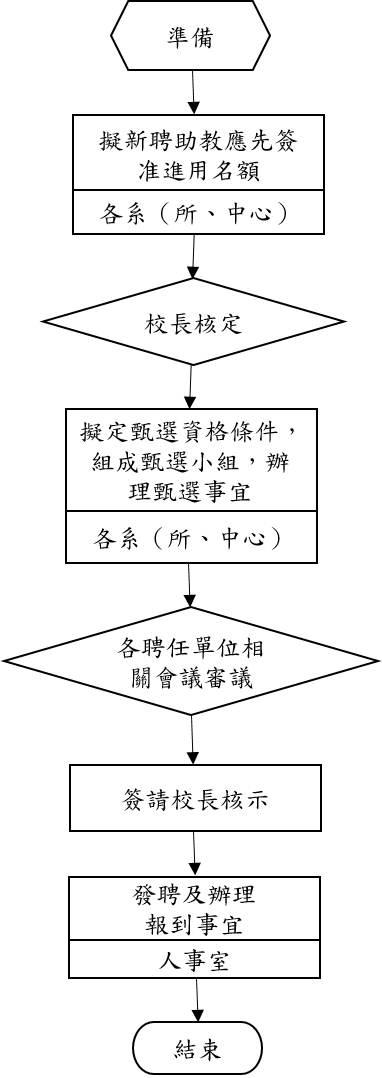 準備
擬新聘助教應先簽
准進用名額
各系（所、中心）
校長核定
擬定甄選資格條件，
組成甄選小組，辦
理甄選事宜
各系（所、中心）
各聘任單位相
關會議審議
簽請校長核示
發聘及辦理
報到事宜
人事室
結束